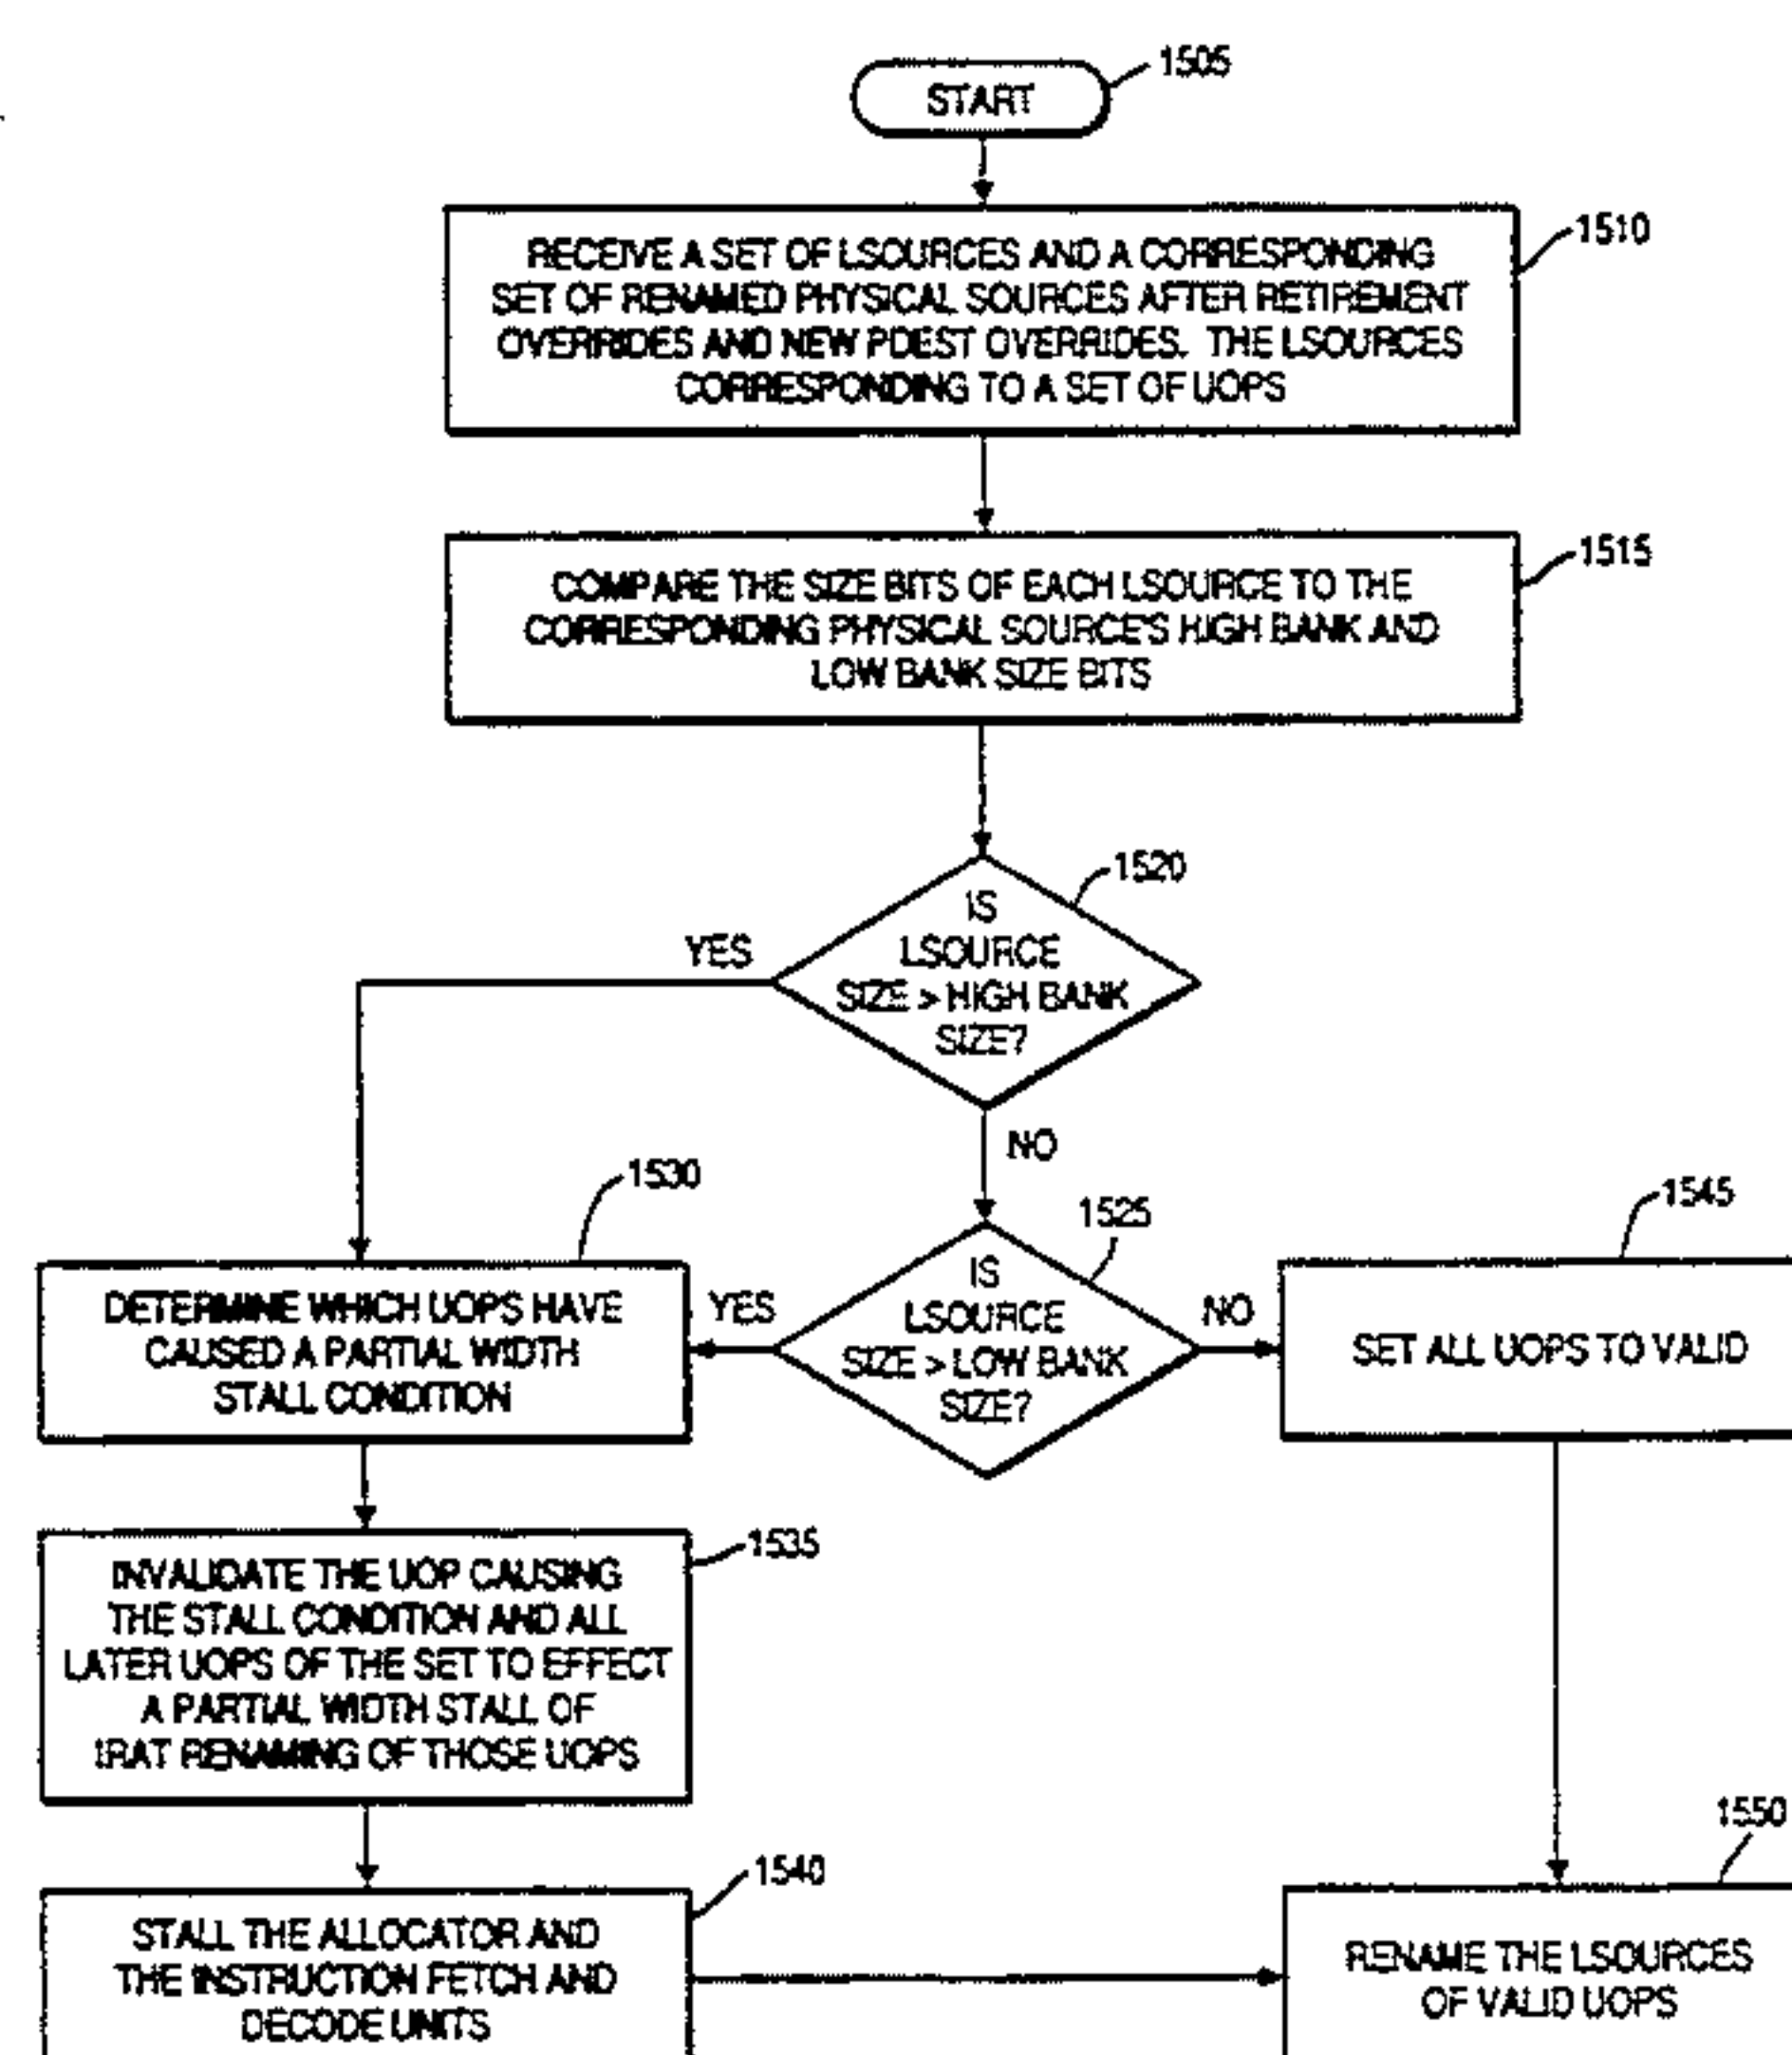 1505
START
1510
RECEIVE A SET OF LSOURCES AND A CORRESPONDING
SET OF RENAMED PHYSICAL SOURCES AFTER RETIREMENT
OVERRIDES AND NEW PDEST OVERRIDES. THE LSOURCES
CORRESPONDING TO A SET OF UOPS
1515
COMPARE THE SIZE BITS OF EACH LSOURCE TO THE
CORRESPONDING PHYSICAL SOURCE'S HIGH BANK AND
LOW BANK SIZE BITS
1520
IS
LSOURCE
SIZE > HIGH BANK
SIZE?
YES
NO
1530
1525
1545
DETERMINE WHICH UOPS HAVE
CAUSED A PARTIAL WIDTH
STALL CONDITION
YES
IS
LSOURCE
SIZE > LOW BANK
SIZE?
NO
SET ALL UOPS TO VALID
1535
INVALIDATE THE UOP CAUSING
THE STALL CONDITION AND ALL
LATER UOPS OF THE SET TO EFFECT
A PARTIAL WIDTH STALL OF
IRAT RENAMING OF THOSE UOPS
1550
1540
STALL THE ALLOCATOR AND
THE INSTRUCTION FETCH AND
DECODE UNITS
RENAME THE LSOURCES
OF VALID UOPS